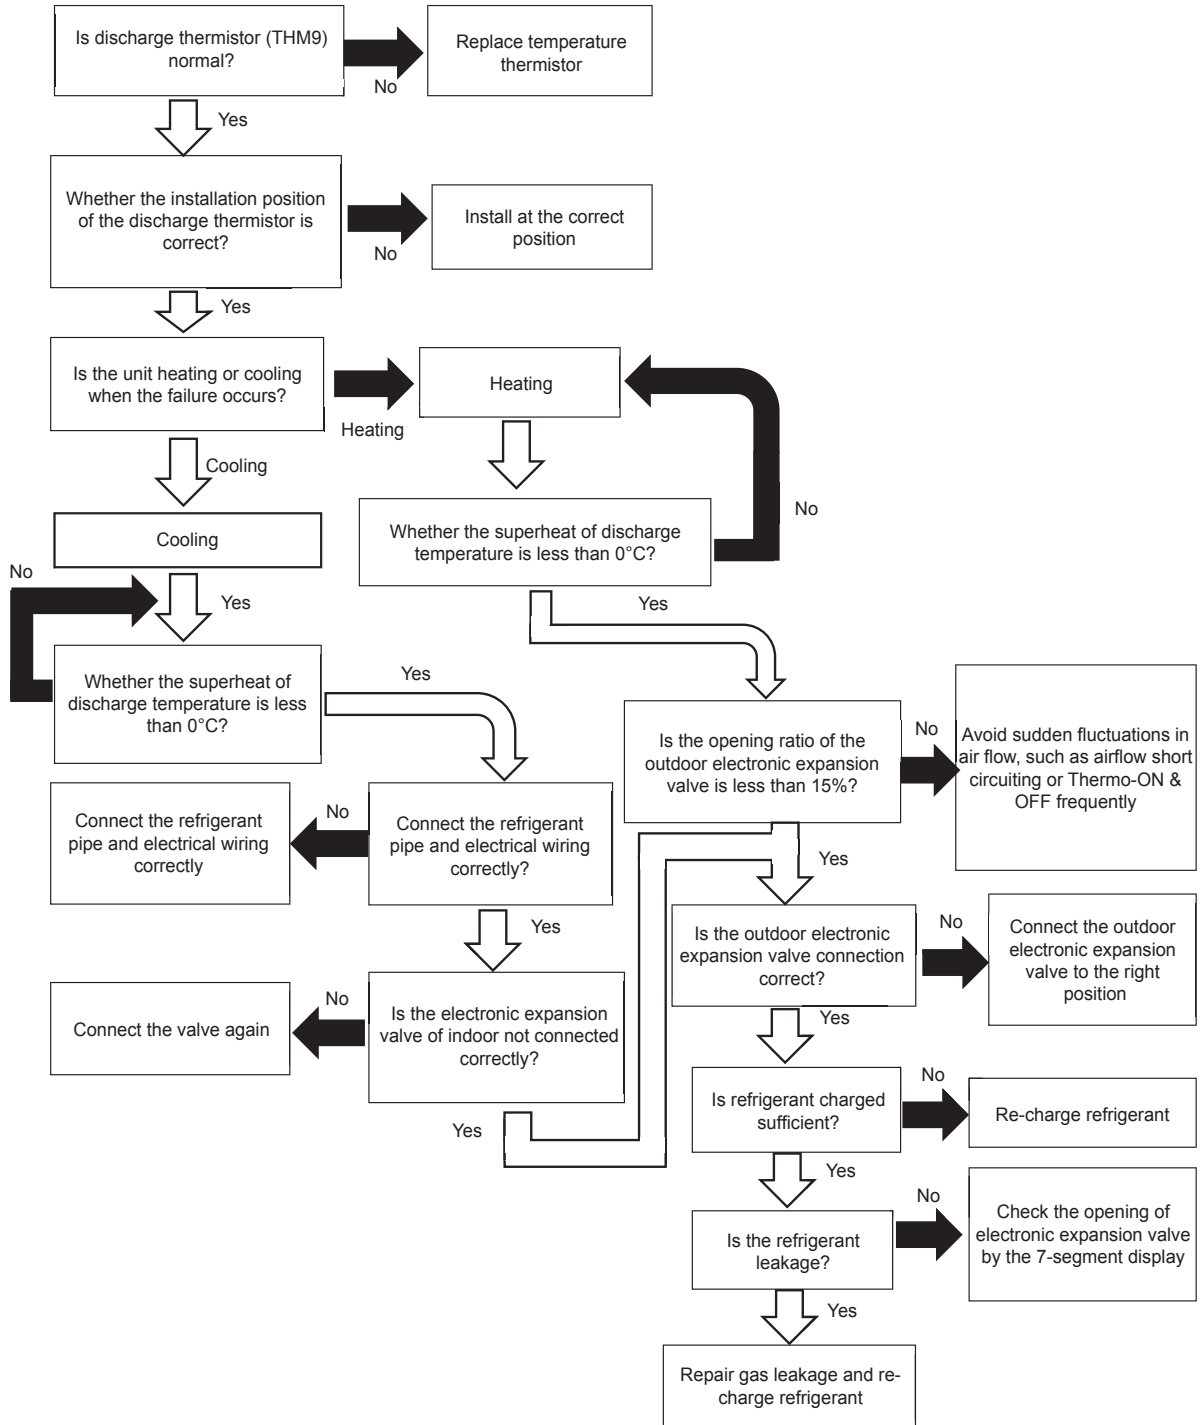 Is discharge thermistor (THM9)
normal?
No
Replace temperature
thermistor
Yes
Whether the installation position
of the discharge thermistor is
correct?
No
Install at the correct
position
Yes
Is the unit heating or cooling
when the failure occurs?
Heating
Heating
Cooling
Cooling
Whether the superheat of discharge
temperature is less than 0°C?
No
No
Yes
Yes
Whether the superheat of
discharge temperature is less
than 0°C?
Yes
Is the opening ratio of the
outdoor electronic expansion
valve is less than 15%?
No
Avoid sudden fluctuations in
air flow, such as airflow short
circuiting or Thermo-ON &
OFF frequently
Connect the refrigerant
pipe and electrical wiring
correctly
No
Connect the refrigerant
pipe and electrical wiring
correctly?
Yes
Yes
Is the outdoor electronic
expansion valve connection
correct?
No
Connect the outdoor
electronic expansion
valve to the right
position
Connect the valve again
No
Is the electronic expansion
valve of indoor not connected
correctly?
Yes
Yes
Is refrigerant charged
sufficient?
No
Re-charge refrigerant
Yes
Is the refrigerant
leakage?
No
Check the opening of
electronic expansion valve
by the 7-segment display
Yes
Repair gas leakage and re-
charge refrigerant